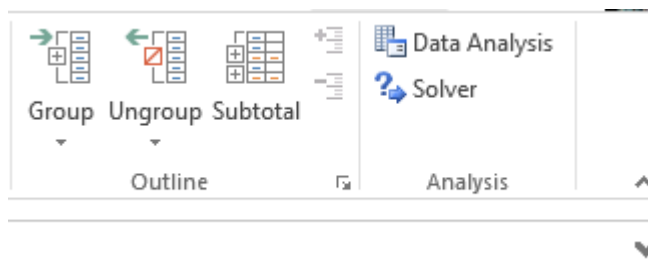 Group Ungroup Subtotal
Outline
Data Analysis
Solver
Analysis